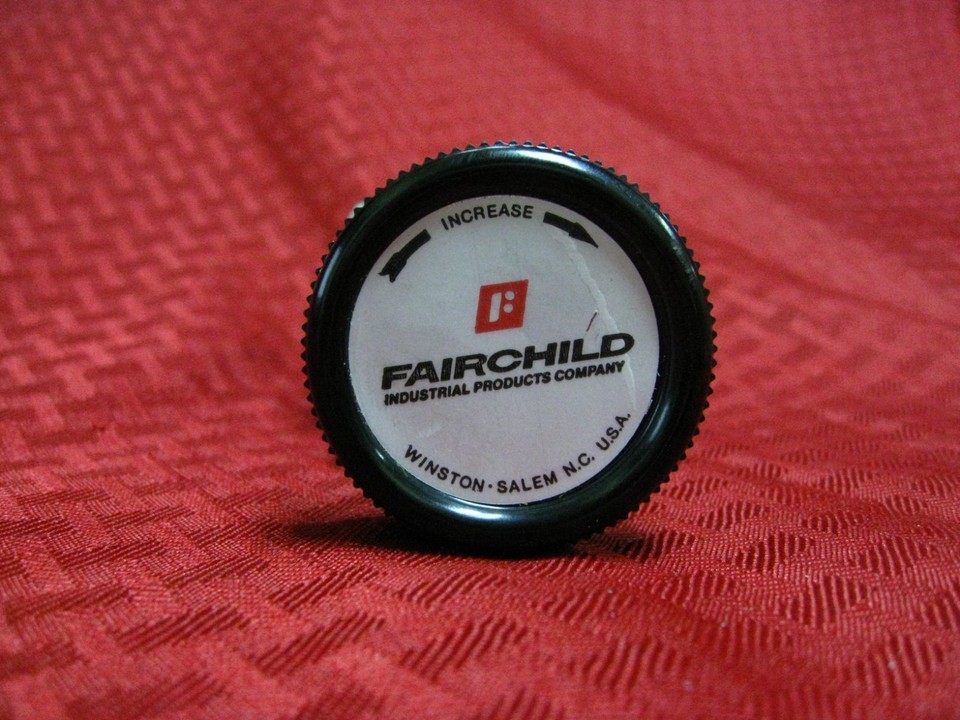 INCREASE
F
FAIRCHILD
INDUSTRIAL PRODUCTS COMPANY
WINSTON·SALEM N.C. U.S.A.